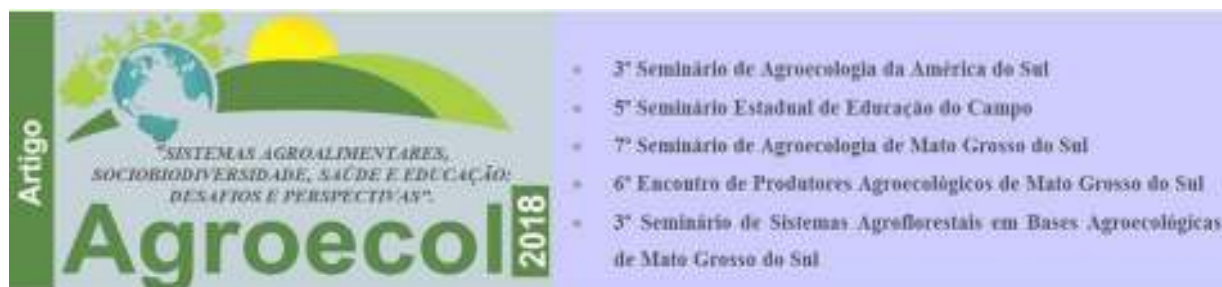 Artigo
"SISTEMAS AGROALIMENTARES,
SOCIOBIODIVERSIDADE, SAÚDE E EDUCAÇÃO:
DESAFIOS E PERSPECTIVAS".
Agroecol 2018
3º Seminário de Agroecologia da América do Sul
5º Seminário Estadual de Educação do Campo
7º Seminário de Agroecologia de Mato Grosso do Sul
6º Encontro de Produtores Agroecológicos de Mato Grosso do Sul
3º Seminário de Sistemas Agroflorestais em Bases Agroecológicas
de Mato Grosso do Sul